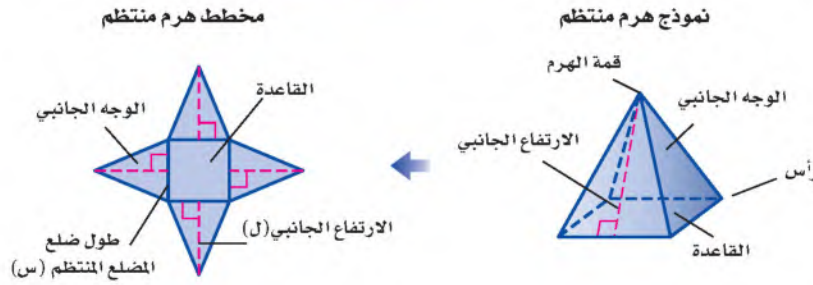 نموذج هرم منتظم
قمة الهرم
الوجه الجانبي
الارتفاع الجانبي
رأس
القاعدة
مخطط هرم منتظم
القاعدة
الوجه الجانبي
الارتفاع الجانبي (ل)
طول ضلع
المضلع المنتظم (س)